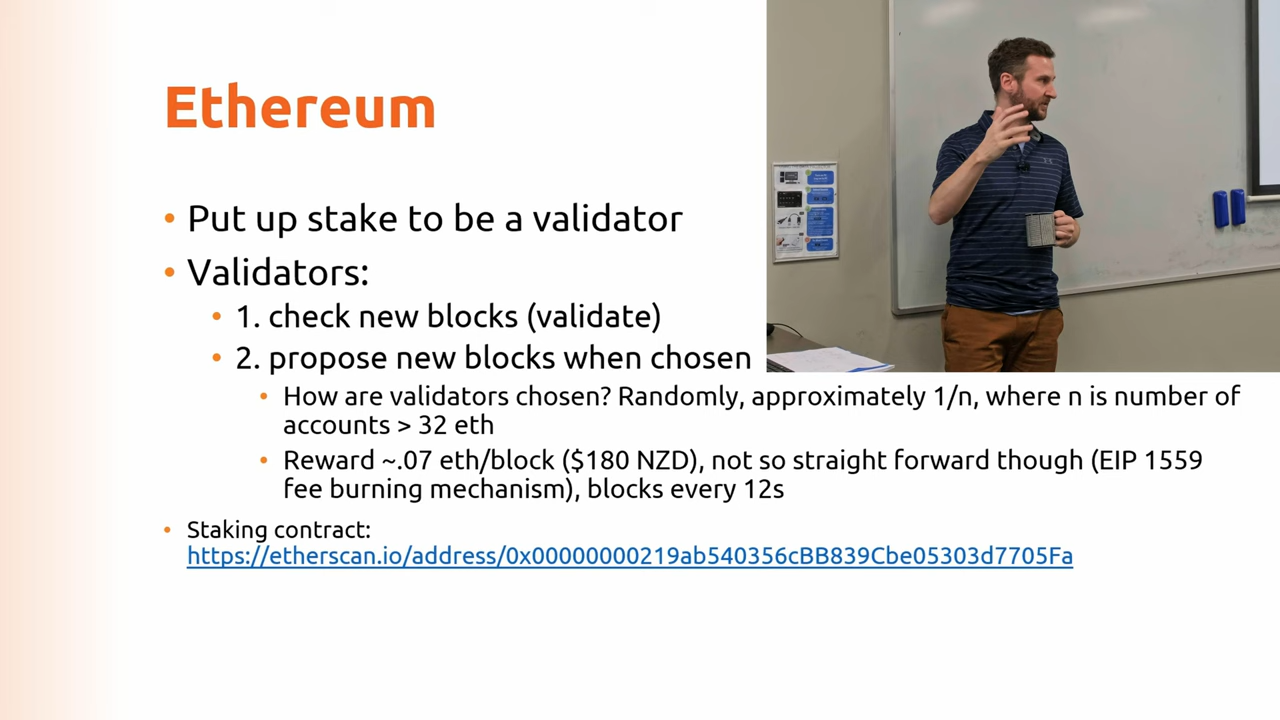 Ethereum
• Put up stake to be a validator
• Validators:
• 1. check new blocks (validate)
• 2. propose new blocks when chosen
• How are validators chosen? Randomly, approximately 1/n, where n is number of
accounts > 32 eth
• Reward ~.07 eth/block ($180 NZD), not so straight forward though (EIP 1559
fee burning mechanism), blocks every 12s
• Staking contract:
https://etherscan.io/address/0x00000000219ab540356cBB839Cbe05303d7705Fa